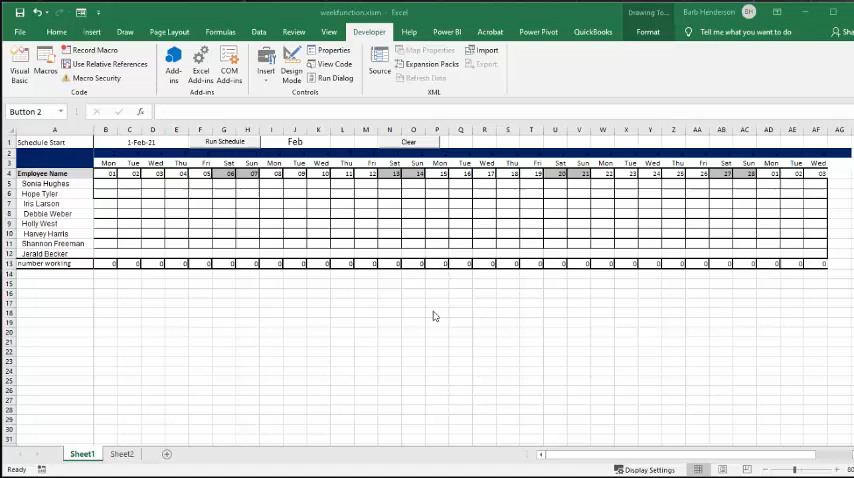 weekfunction.xlsm - Excel
Drawing To...
Barb Henderson
BH
File Home Insert Draw Page Layout Formulas Data Review View Developer Help Power BI Acrobat Power Pivot QuickBooks Format Tell me what you want to do Sha
Visual Basic
Macros
Record Macro
Use Relative References
Macro Security
Code
Add-ins
Excel Add-ins
COM Add-ins
Add-ins
Insert
Design Mode
Properties
View Code
Run Dialog
Controls
Source
Map Properties
Expansion Packs
Refresh Data
Import
Export
XML
Button 2
fx
A B C D E F G H I J K L M N O P Q R S T U V W X Y Z AA AB AC AD AE AF AG
1 Schedule Start 1-Feb-21 Run Schedule Feb Clear
2
3 Mon Tue Wed Thu Fri Sat Sun Mon Tue Wed Thu Fri Sat Sun Mon Tue Wed Thu Fri Sat Sun Mon Tue Wed Thu Fri Sat Sun Mon Tue Wed
4 Employee Name 01 02 03 04 05 06 07 08 09 10 11 12 13 14 15 16 17 18 19 20 21 22 23 24 25 26 27 28 01 02 03
5 Sonia Hughes
6 Hope Tyler
7 Iris Larson
8 Debbie Weber
9 Holly West
10 Harvey Harris
11 Shannon Freeman
12 Jerald Becker
13 number working 0 0 0 0 0 0 0 0 0 0 0 0 0 0 0 0 0 0 0 0 0 0 0 0 0 0 0 0 0 0 0
14
15
16
17
18
19
20
21
22
23
24
25
26
27
28
29
30
31
Sheet1 Sheet2
Ready
Display Settings
80